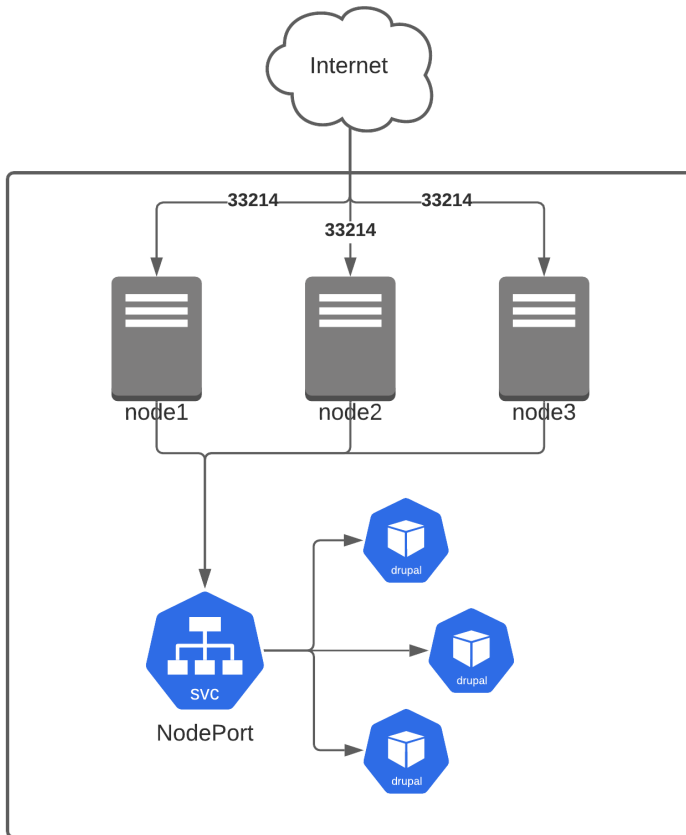 Internet
33214
33214
33214
node1
node2
node3
drupal
drupal
svc
NodePort
drupal